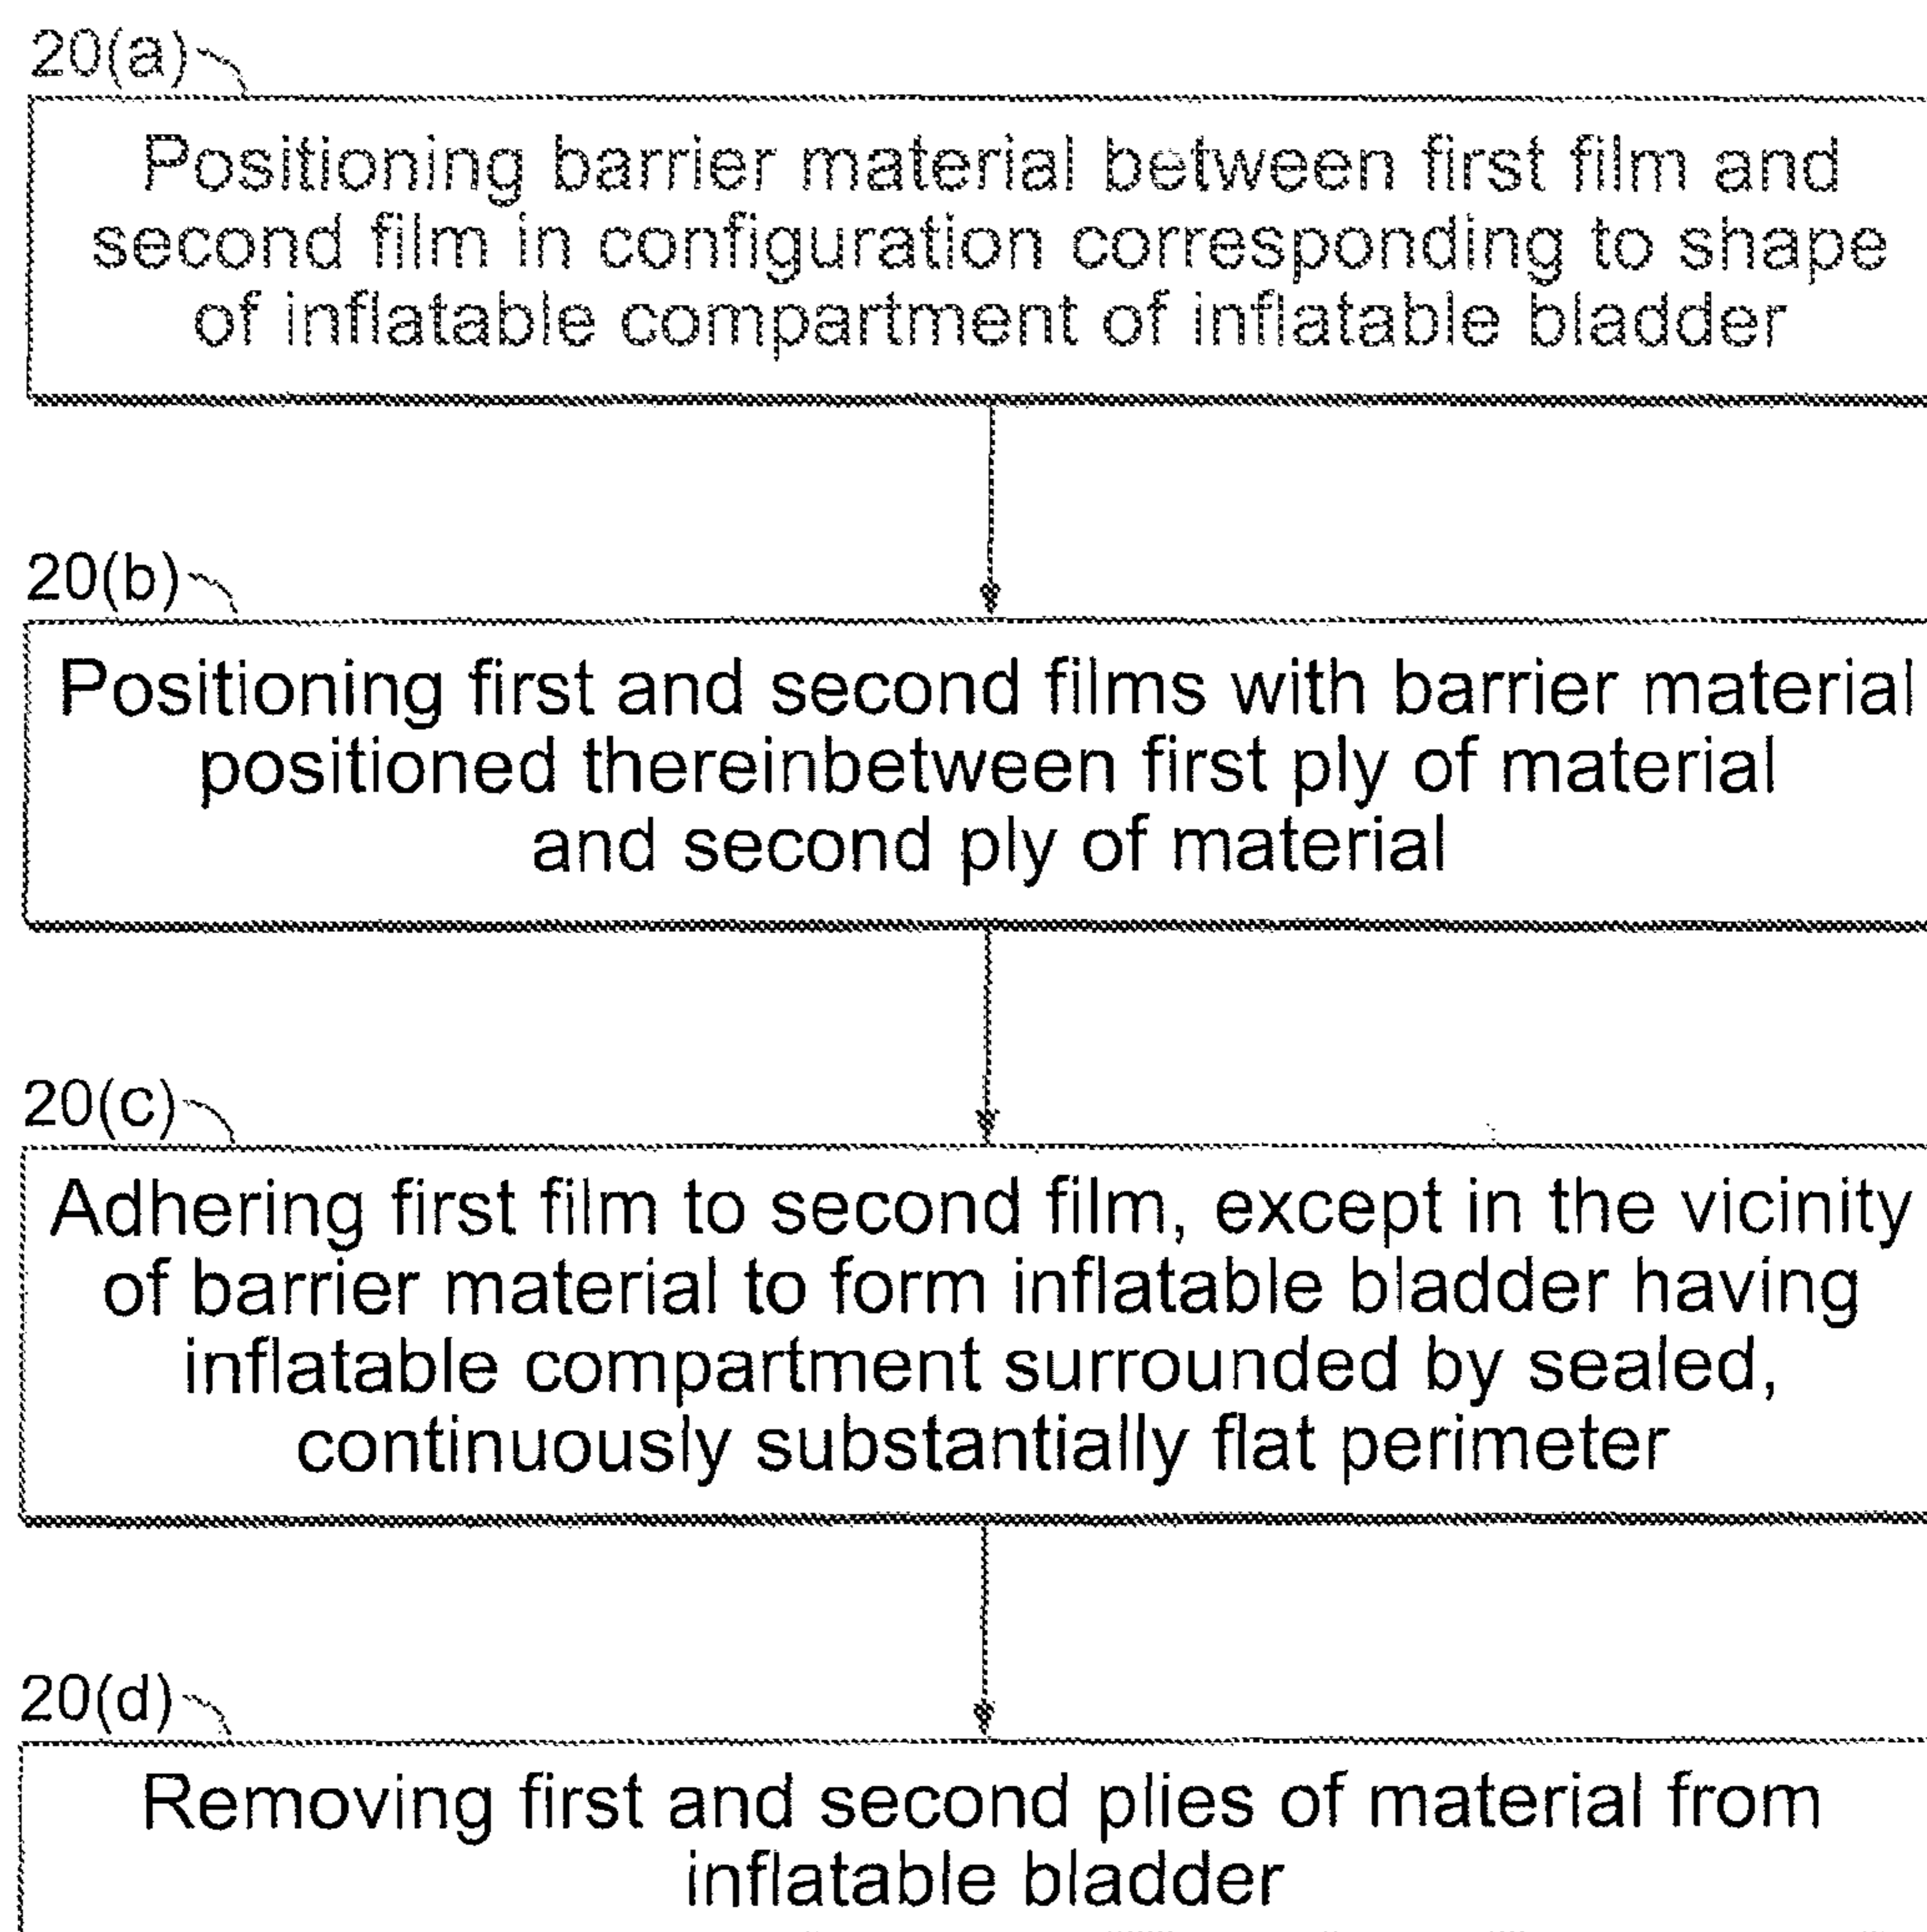 20(a)
Positioning barrier material between first film and
second film in configuration corresponding to shape
of inflatable compartment of inflatable bladder
20(b)
Positioning first and second films with barrier material
positioned thereinbetween first ply of material
and second ply of material
20(c)
Adhering first film to second film, except in the vicinity
of barrier material to form inflatable bladder having
inflatable compartment surrounded by sealed,
continuously substantially flat perimeter
20(d)
Removing first and second plies of material from
inflatable bladder